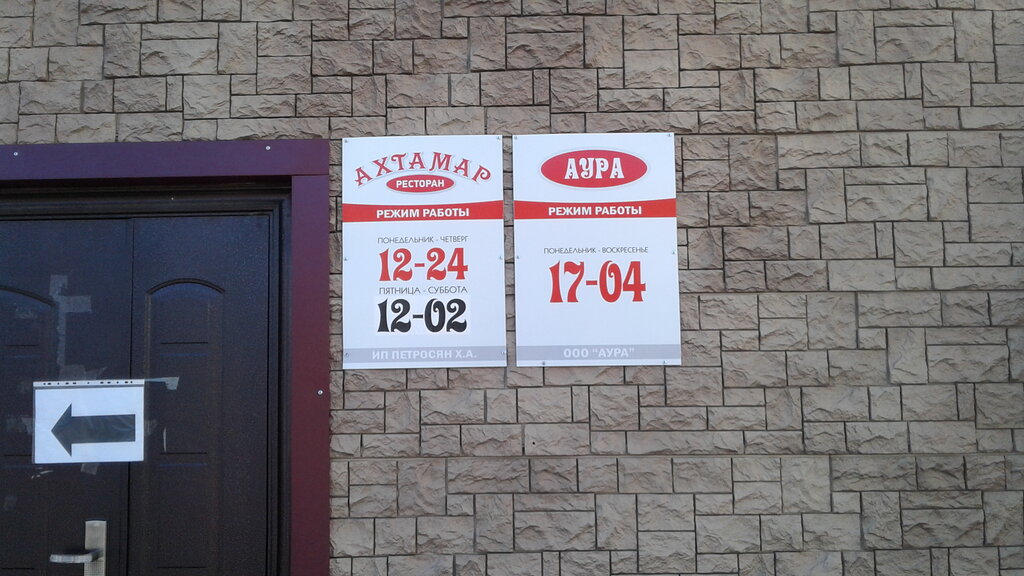 АХТАМАР
РЕСТОРАН
РЕЖИМ РАБОТЫ
ПОНЕДЕЛЬНИК - ЧЕТВЕРГ
12-24
ПЯТНИЦА - СУББОТА
12-02
ИП ПЕТРОСЯН Х.А.
АУРА
РЕЖИМ РАБОТЫ
ПОНЕДЕЛЬНИК - ВОСКРЕСЕНЬЕ
17-04
ООО "АУРА"